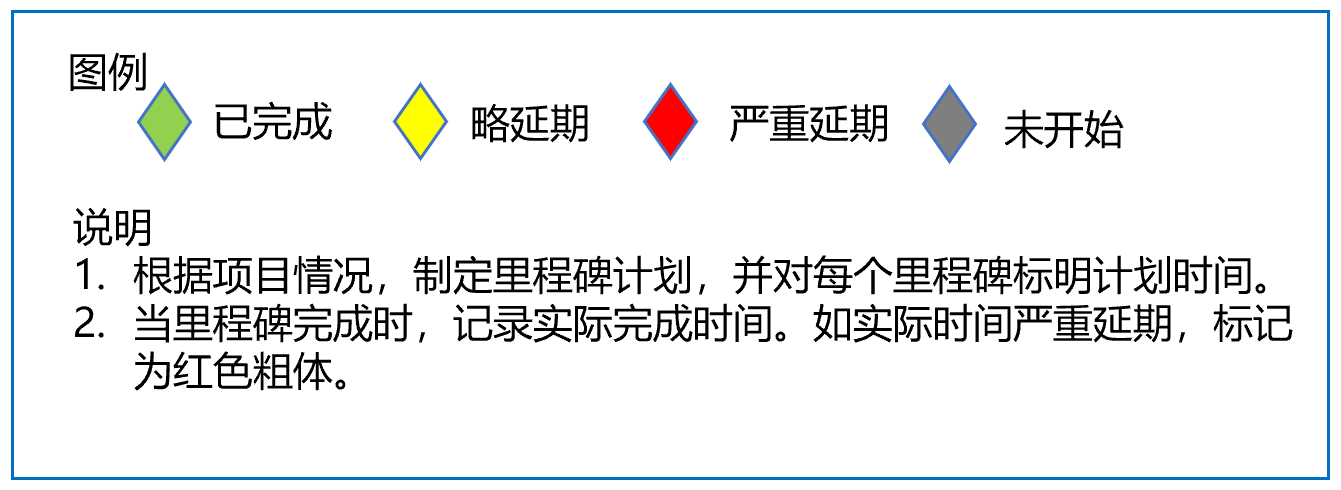 图例
已完成 略延期 严重延期 未开始
说明
1. 根据项目情况，制定里程碑计划，并对每个里程碑标明计划时间。
2. 当里程碑完成时，记录实际完成时间。如实际时间严重延期，标记
为红色粗体。